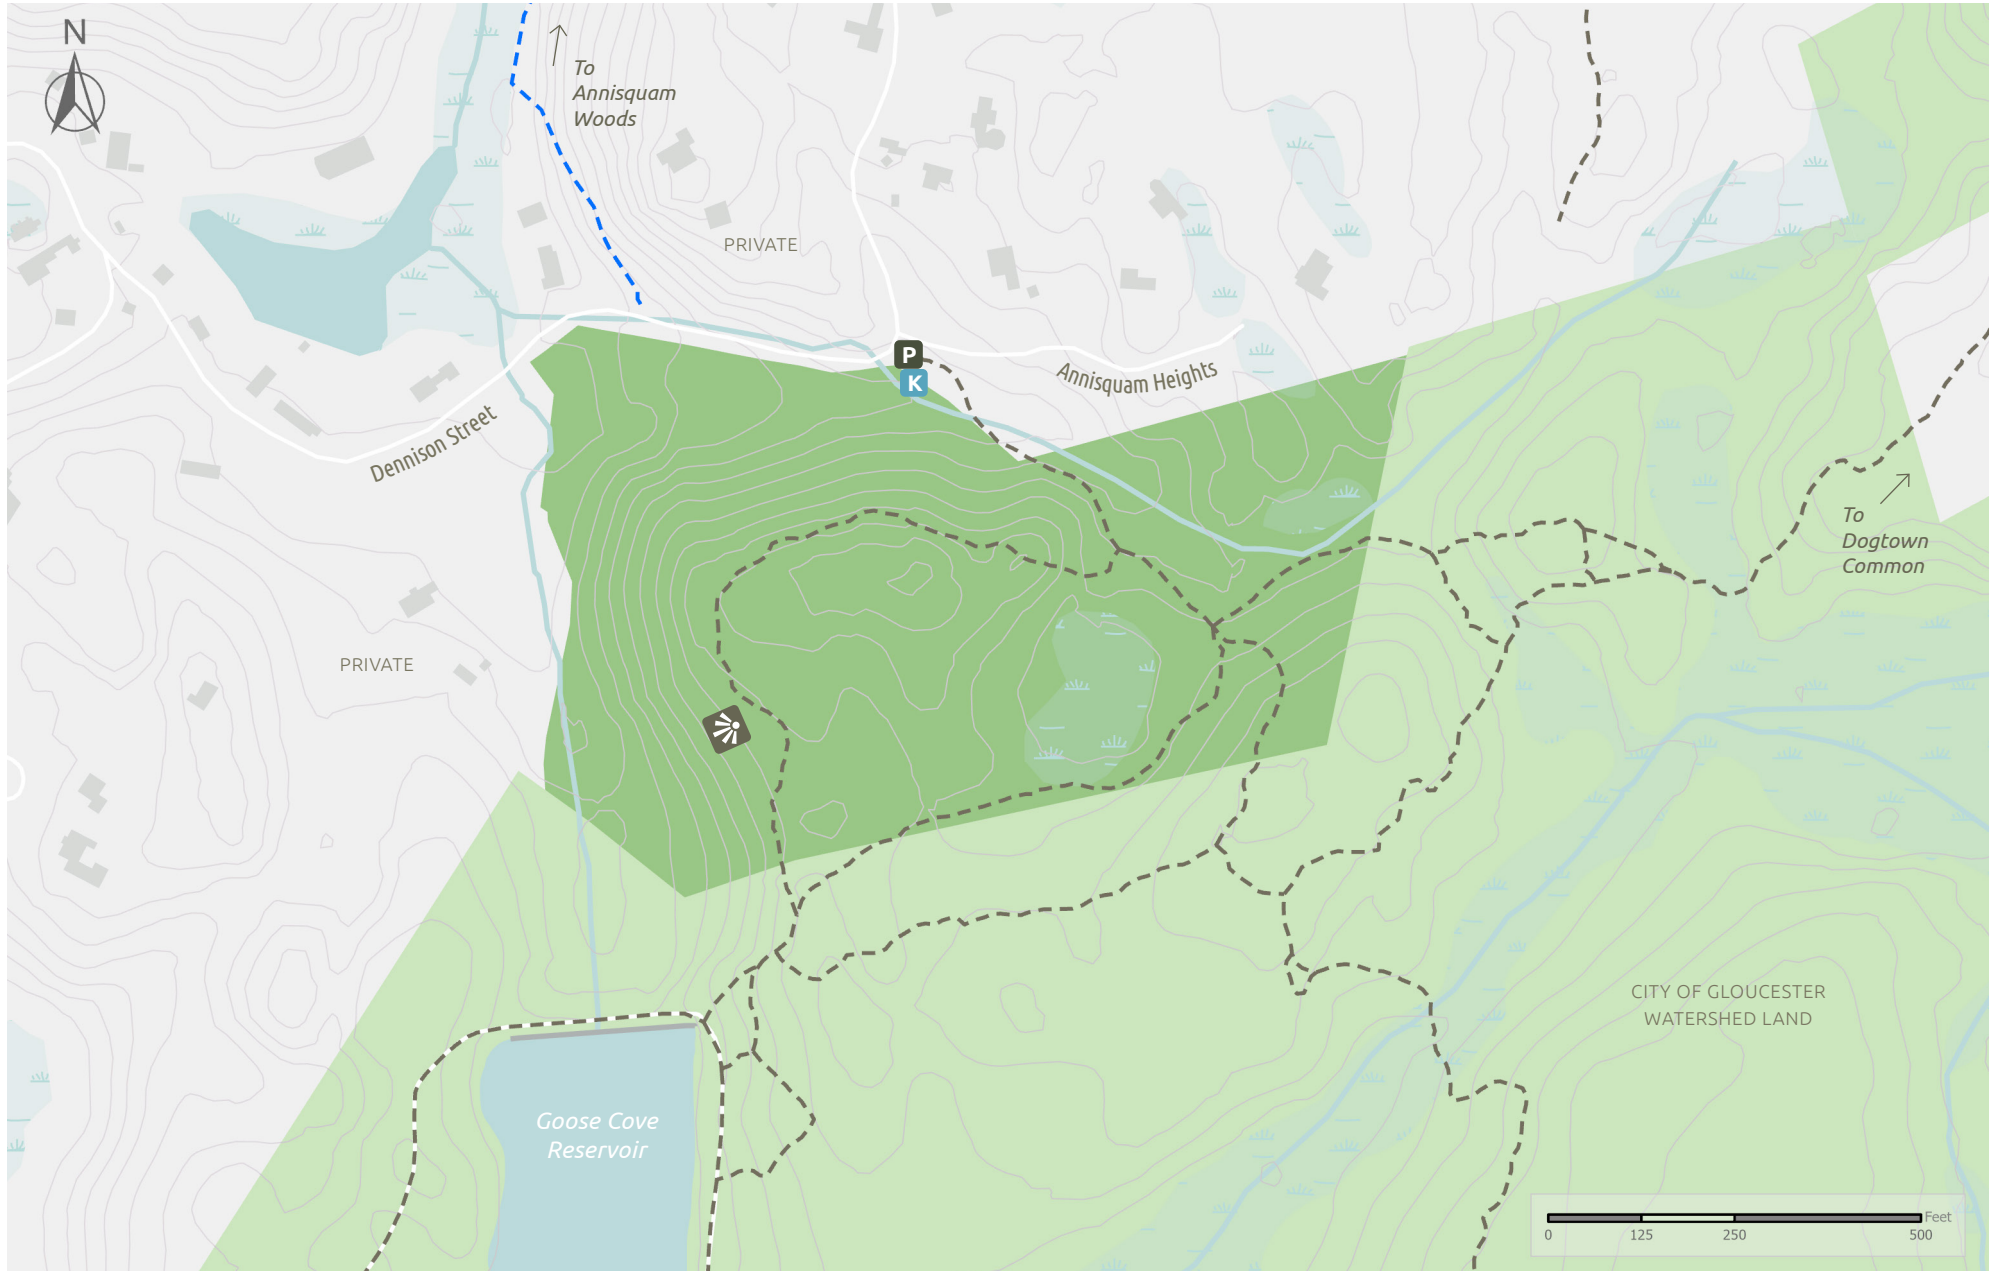 N
To
Annisquam
Woods
PRIVATE
P
K
Annisquam Heights
Dennison Street
To
Dogtown
Common
PRIVATE
CITY OF GLOUCESTER
WATERSHED LAND
Goose Cove
Reservoir
Feet
0 125 250 500